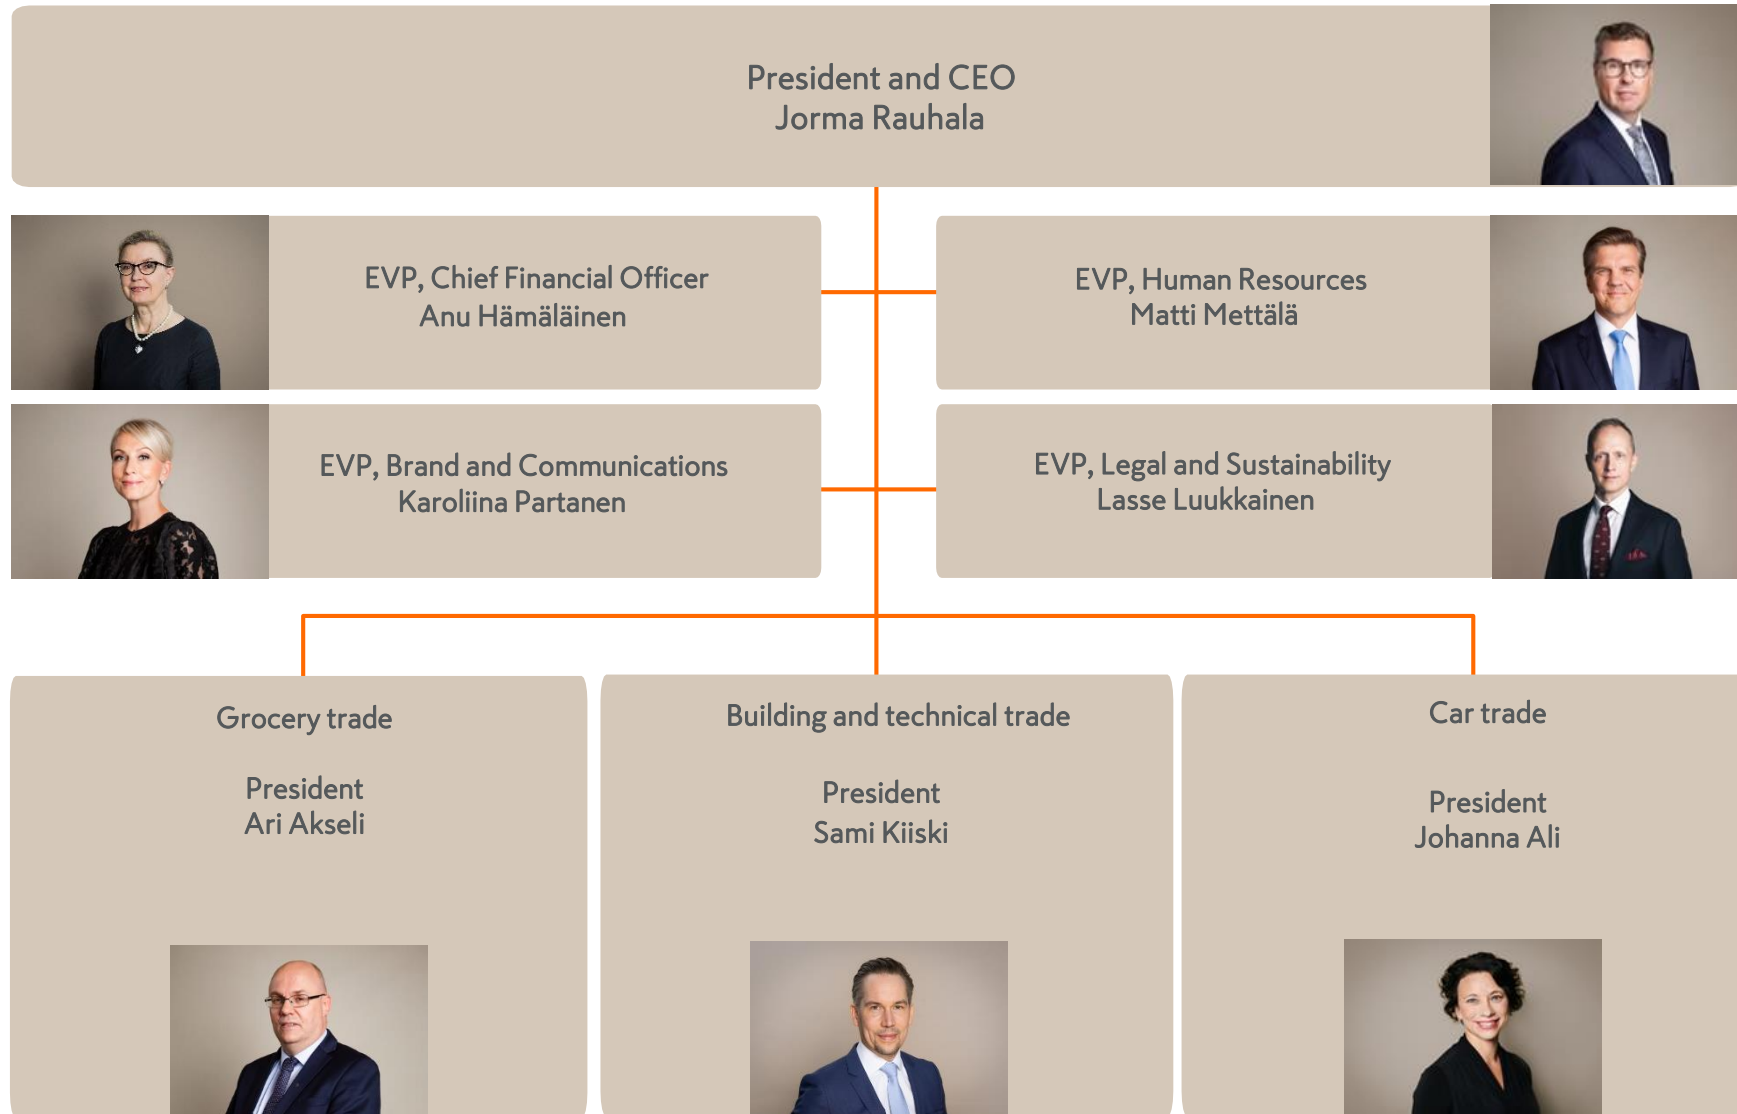 President and CEO
Jorma Rauhala
EVP, Chief Financial Officer
Anu Hämäläinen
EVP, Human Resources
Matti Mettälä
EVP, Brand and Communications
Karoliina Partanen
EVP, Legal and Sustainability
Lasse Luukkainen
Grocery trade
President
Ari Akseli
Building and technical trade
President
Sami Kiiski
Car trade
President
Johanna Ali